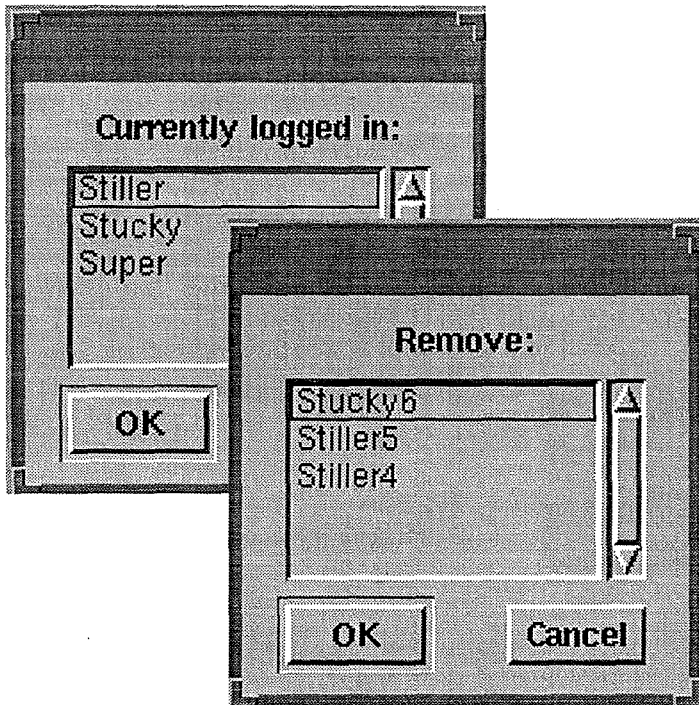 Currently logged in:
Stiller
Stucky
Super
OK
Remove:
Stucky6
Stiller5
Stiller4
OK
Cancel